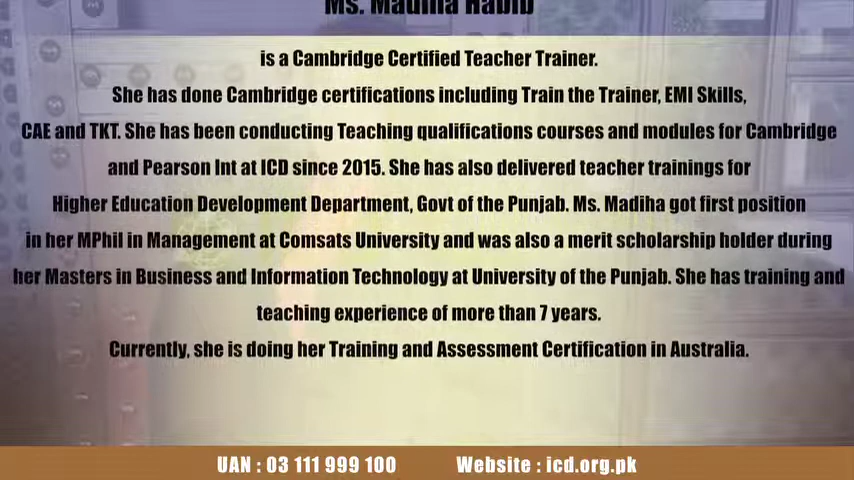 Ms. Madiha Habib
is a Cambridge Certified Teacher Trainer.
She has done Cambridge certifications including Train the Trainer, EMI Skills,
CAE and TKT. She has been conducting Teaching qualifications courses and modules for Cambridge
and Pearson Int at ICD since 2015. She has also delivered teacher trainings for
Higher Education Development Department, Govt of the Punjab. Ms. Madiha got first position
in her MPhil in Management at Comsats University and was also a merit scholarship holder during
her Masters in Business and Information Technology at University of the Punjab. She has training and
teaching experience of more than 7 years.
Currently, she is doing her Training and Assessment Certification in Australia.
UAN : 03 111 999 100 Website : icd.org.pk